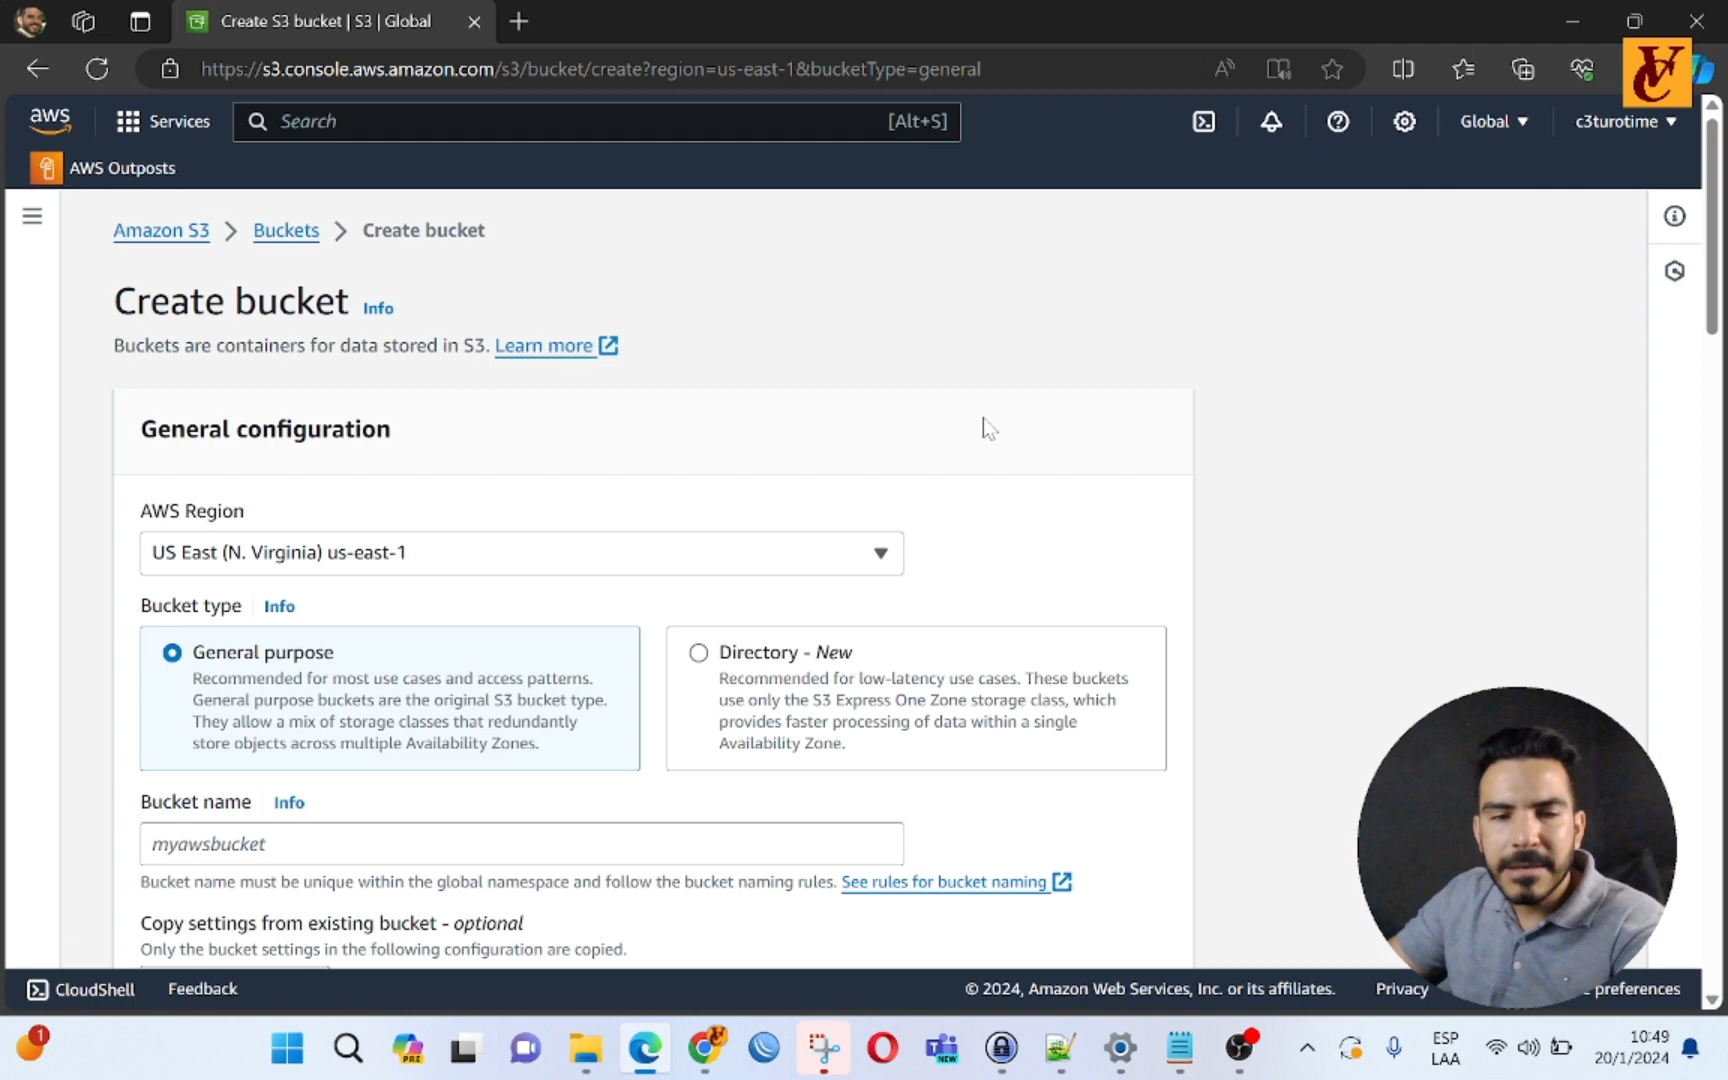 Create S3 bucket | S3 | Global
https://s3.console.aws.amazon.com/s3/bucket/create?region=us-east-1&bucketType=general
aws
Services
Search
[Alt+S]
Global
c3turotime
AWS Outposts
Amazon S3
Buckets
Create bucket
Create bucket Info
Buckets are containers for data stored in S3. Learn more
General configuration
AWS Region
US East (N. Virginia) us-east-1
Bucket type Info
General purpose
Recommended for most use cases and access patterns.
General purpose buckets are the original S3 bucket type.
They allow a mix of storage classes that redundantly
store objects across multiple Availability Zones.
Directory - New
Recommended for low-latency use cases. These buckets
use only the S3 Express One Zone storage class, which
provides faster processing of data within a single
Availability Zone.
Bucket name Info
myawsbucket
Bucket name must be unique within the global namespace and follow the bucket naming rules. See rules for bucket naming
Copy settings from existing bucket - optional
Only the bucket settings in the following configuration are copied.
CloudShell
Feedback
© 2024, Amazon Web Services, Inc. or its affiliates.
Privacy
preferences
1
PRE
NEW
ESP
LAA
10:49
20/1/2024